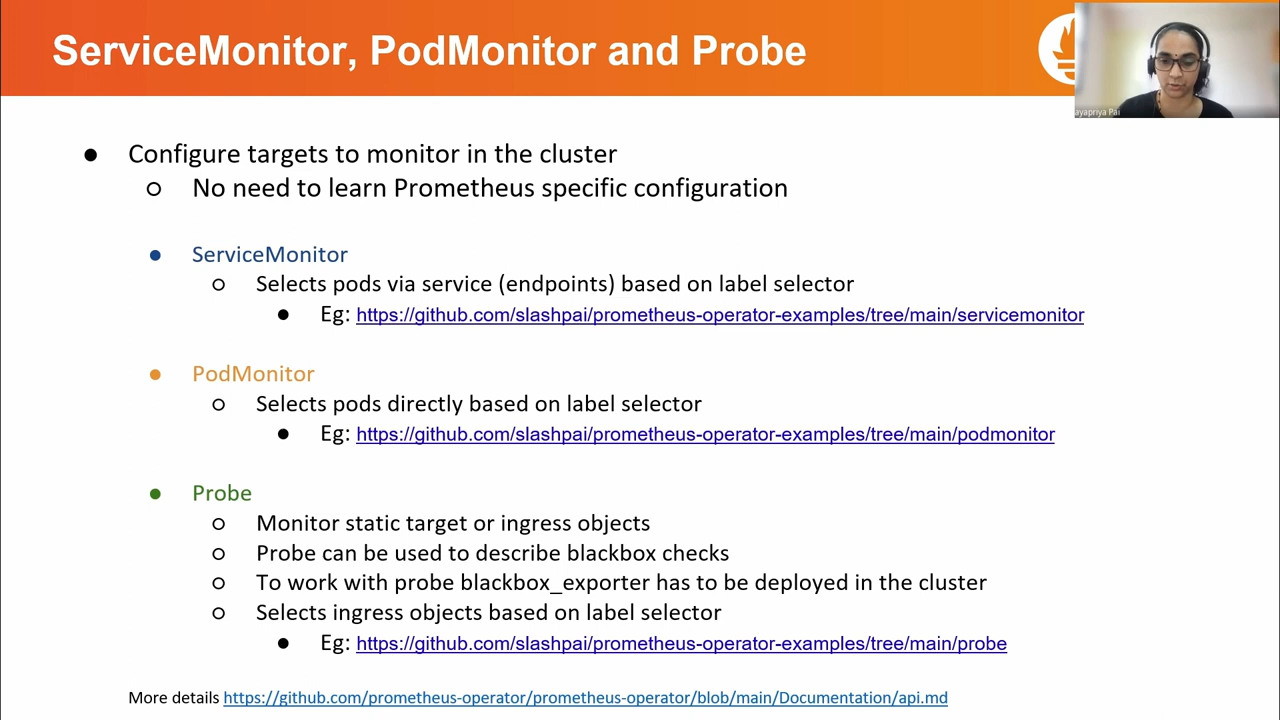 ServiceMonitor, PodMonitor and Probe
ayapriya Pai
● Configure targets to monitor in the cluster
○ No need to learn Prometheus specific configuration
● ServiceMonitor
○ Selects pods via service (endpoints) based on label selector
● Eg: https://github.com/slashpai/prometheus-operator-examples/tree/main/servicemonitor
● PodMonitor
○ Selects pods directly based on label selector
● Eg: https://github.com/slashpai/prometheus-operator-examples/tree/main/podmonitor
● Probe
○ Monitor static target or ingress objects
○ Probe can be used to describe blackbox checks
○ To work with probe blackbox_exporter has to be deployed in the cluster
○ Selects ingress objects based on label selector
● Eg: https://github.com/slashpai/prometheus-operator-examples/tree/main/probe
More details https://github.com/prometheus-operator/prometheus-operator/blob/main/Documentation/api.md